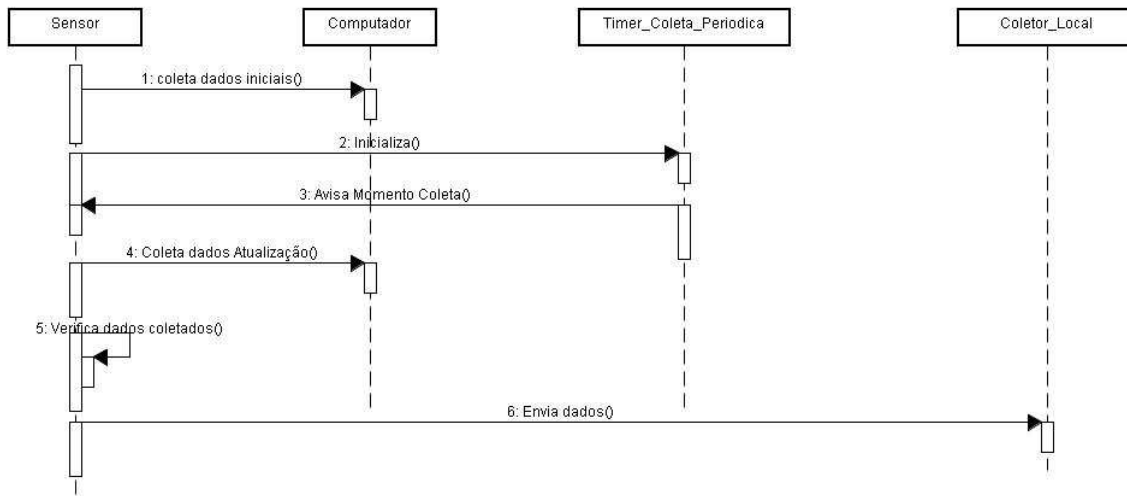 Sensor
Computador
Timer_Coleta_Periodica
Coletor_Local
1: coleta dados iniciais()
2: Inicializa()
3: Avisa Momento Coleta()
4: Coleta dados Atualização()
5: Verifica dados coletados()
6: Envia dados()